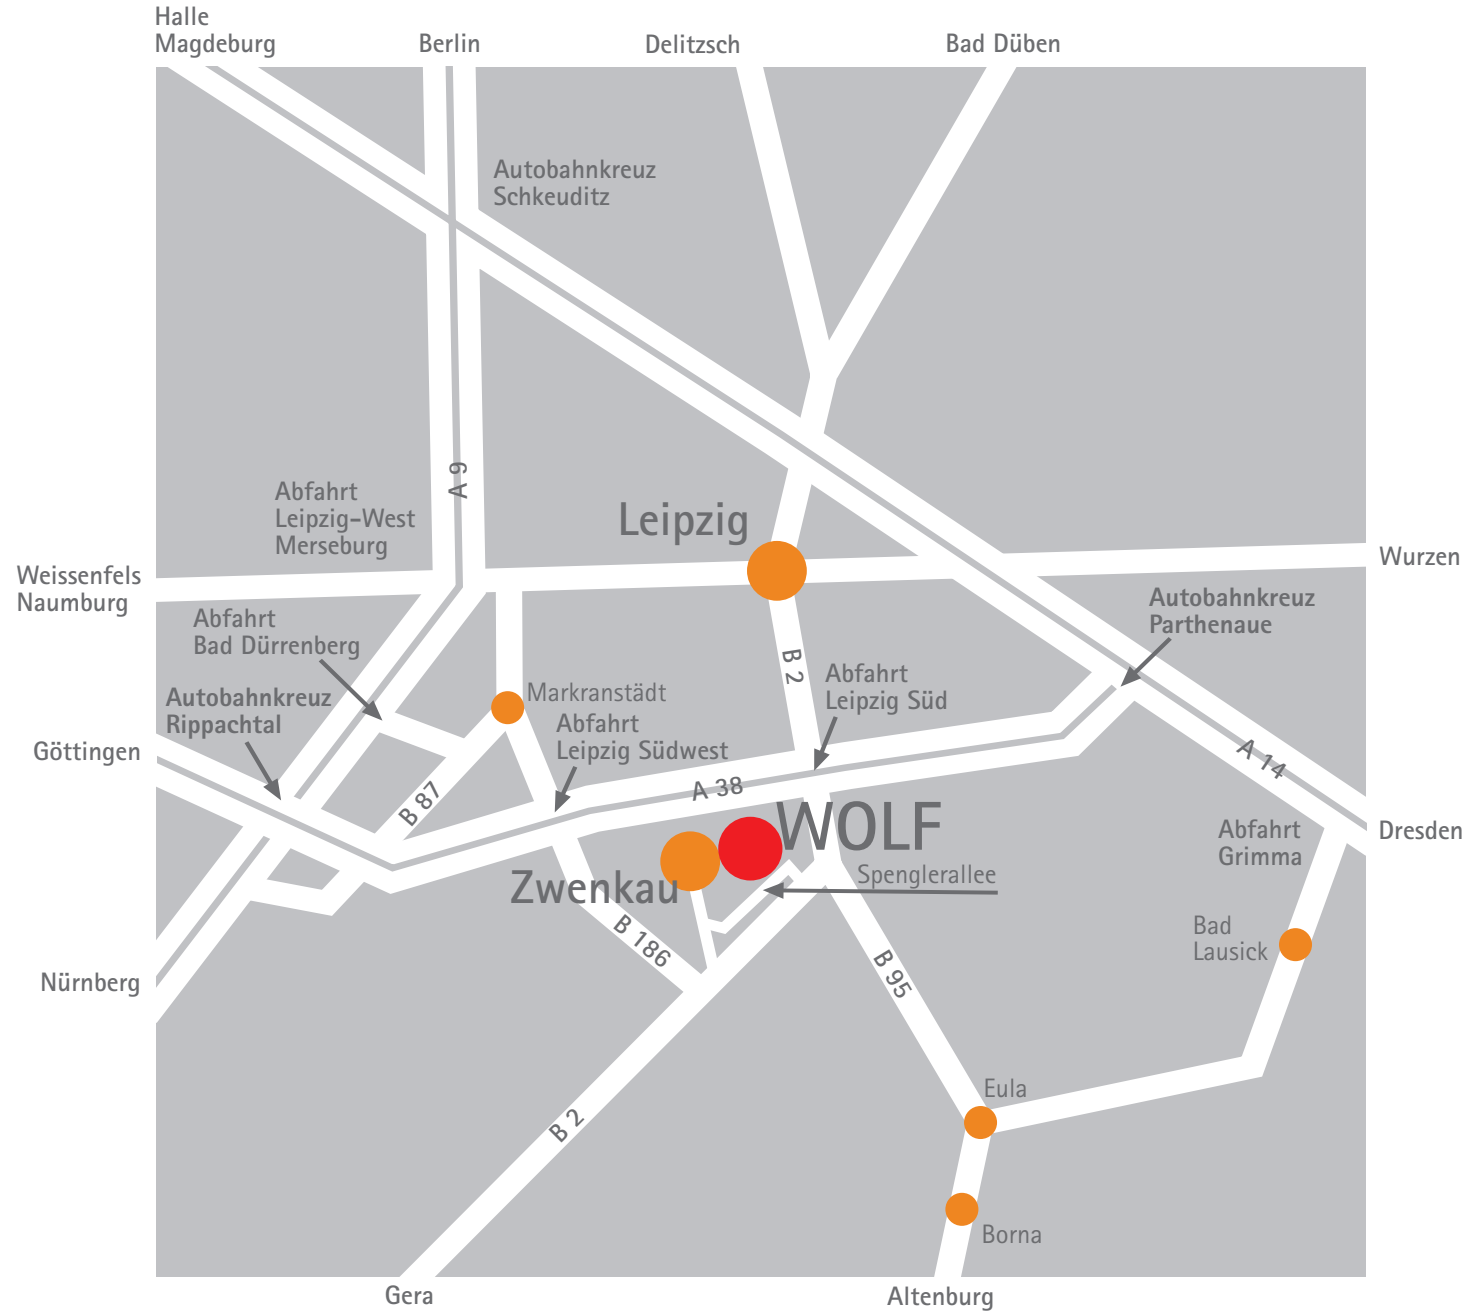 Halle
Magdeburg
Berlin
Delitzsch
Bad Düben
Autobahnkreuz
Schkeuditz
A 9
Abfahrt
Leipzig-West
Merseburg
Leipzig
Weissenfels
Naumburg
Wurzen
Abfahrt
Bad Dürrenberg
Autobahnkreuz
Parthenaue
B 2
Autobahnkreuz
Rippachtal
Markranstädt
Abfahrt
Leipzig Südwest
Abfahrt
Leipzig Süd
Göttingen
A 14
B 87
A 38
WOLF
Abfahrt
Grimma
Dresden
Zwenkau
Spenglerallee
B 186
B 95
Bad
Lausick
Nürnberg
Eula
B 2
Borna
Gera
Altenburg